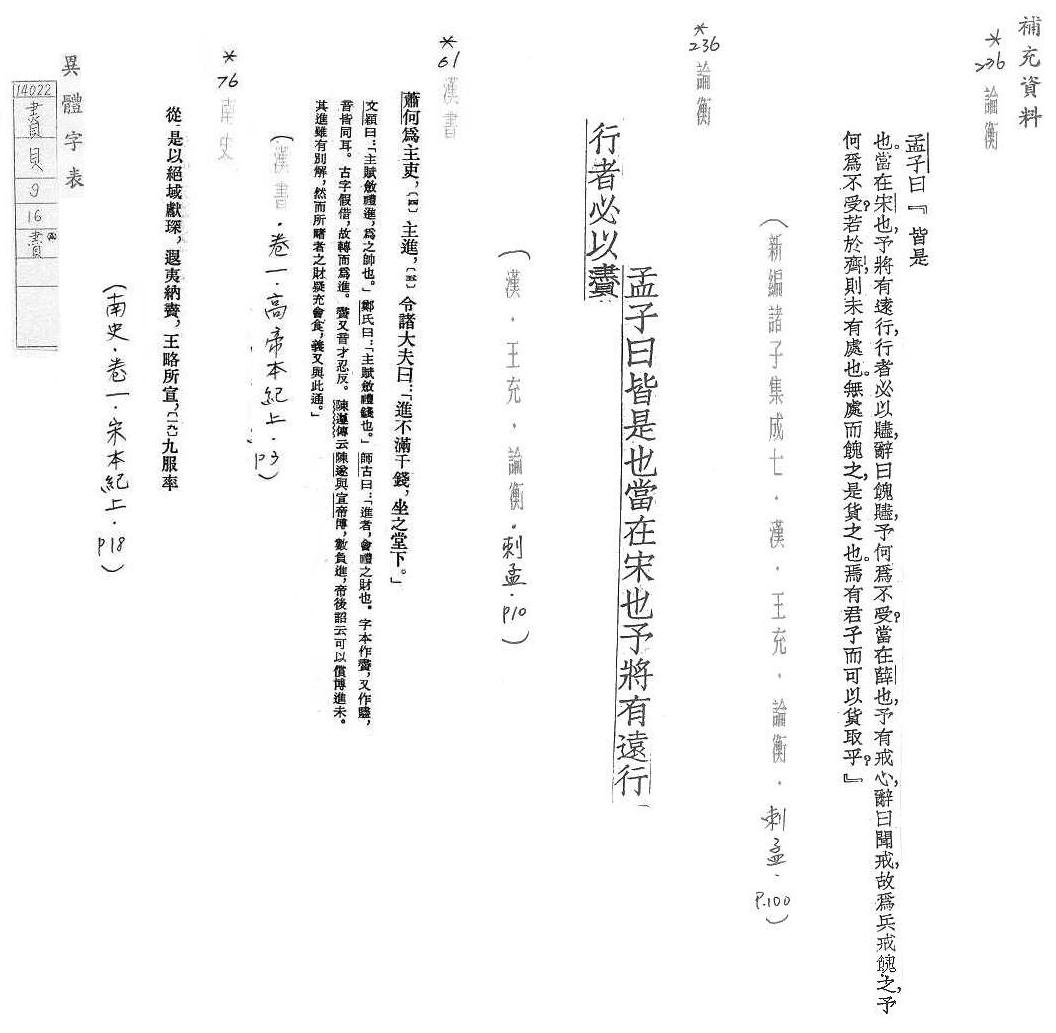 補充資料
*236 論衡
孟子曰『皆是
也。當在宋也,予將有遠行,行者必以贐,辭曰餽贐,予何爲不受?當在薛也,予有戒心,辭曰聞戒,故爲兵戒餽之,予
何爲不受?若於齊,則未有處也。無處而餽之,是貨之也。焉有君子而可以貨取乎?』
(新編諸子集成七.漢.王充.論衡.刺孟.P.100)
*236 論衡
孟子曰皆是也當在宋也予將有遠行
行者必以賮
(漢.王充.論衡.刺孟.P10)
*61 漢書
蕭何爲主吏,〔四〕主進,〔五〕令諸大夫曰:「進不滿千錢,坐之堂下。」
文穎曰:「主賦斂禮進,爲之帥也。」鄭氏曰:「主賦斂禮錢也。」師古曰:「進者,會禮之財也。字本作賮,又作贐,
音皆同耳。古字假借,故轉而爲進。賮又音才忍反。陳遵傳云陳遂與宣帝博,數負進,帝後詔云可以償博進未。
其進雖有別解,然而所賭者之財疑充會食,義又與此通。」
(漢書.卷一.高帝本紀上.P3)
*76 南史
從,是以絕域獻琛,遐夷納賮,王略所宣,〔一九〕九服率
(南史.卷一.宋本紀上.P18)
異體字表
14022
賮
貝
9
16
賮